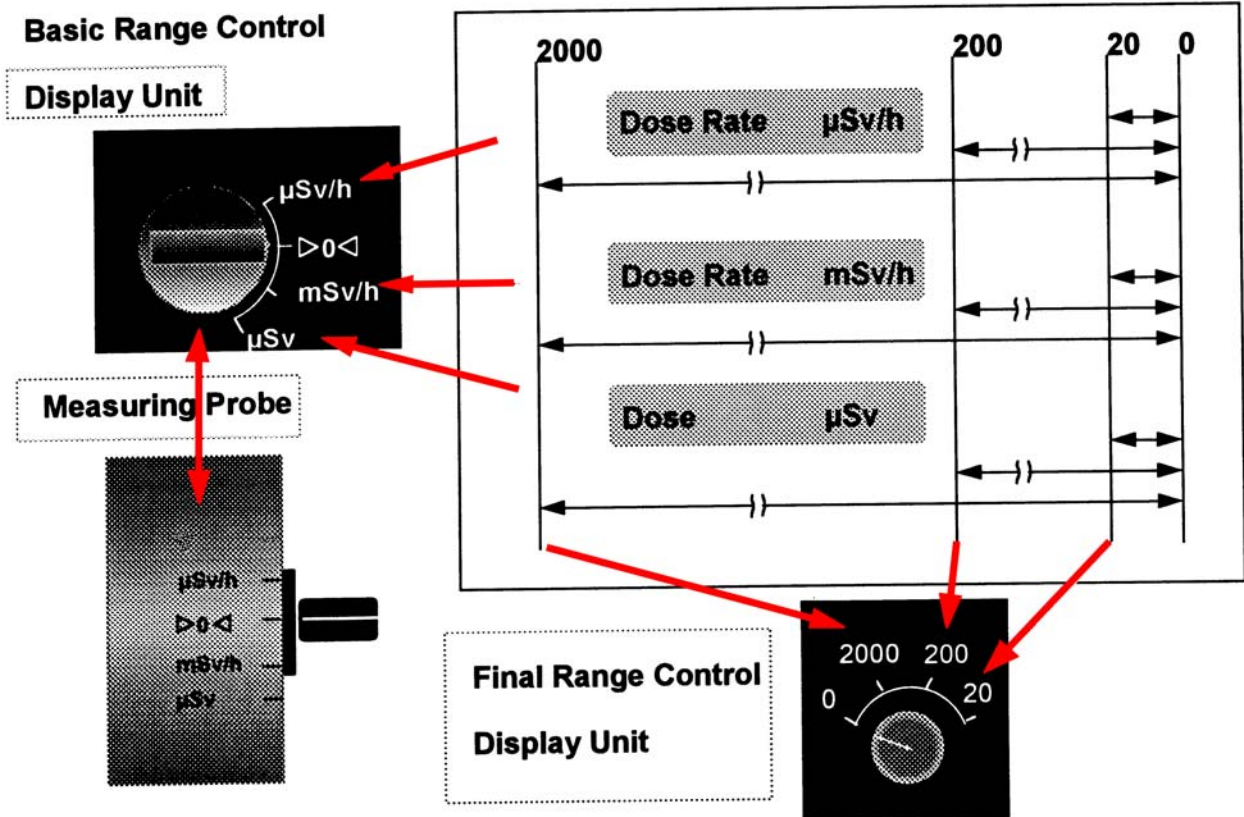 Basic Range Control
Display Unit
µSv/h
▷0◁
mSv/h
µSv
Measuring Probe
µSv/h
▷0◁
mSv/h
µSv
2000 200 20 0
Dose Rate µSv/h
Dose Rate mSv/h
Dose µSv
Final Range Control
Display Unit
0 2000 200 20